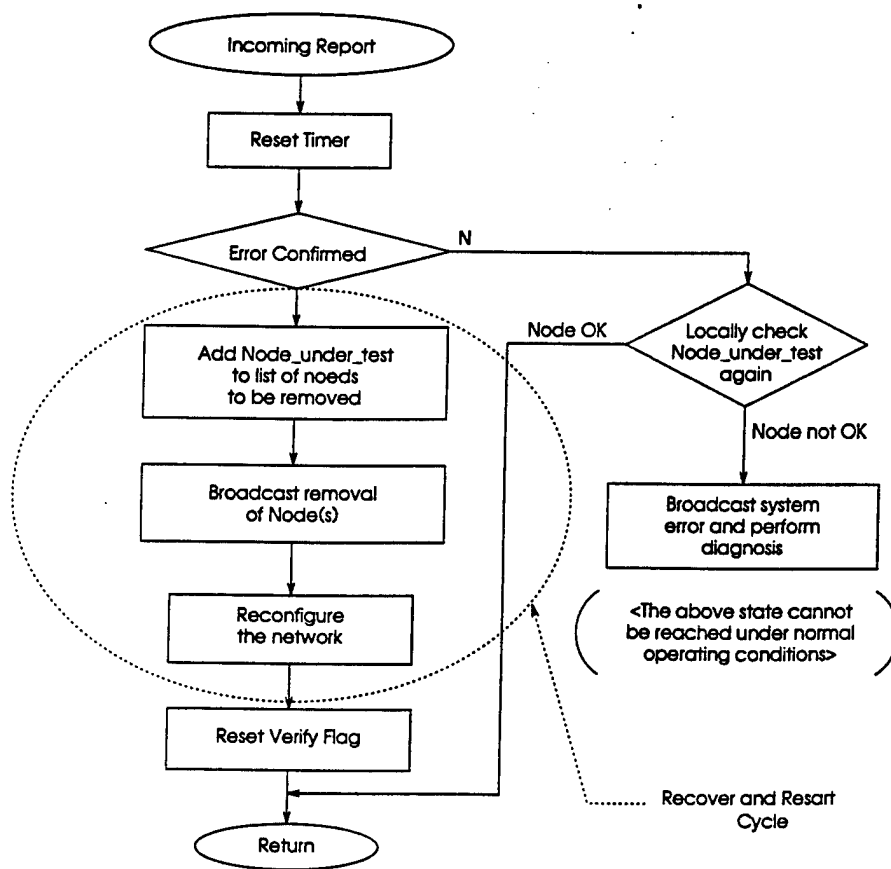 Incoming Report
Reset Timer
Error Confirmed
N
Add Node_under_test
to list of noeds
to be removed
Node OK
Locally check
Node_under_test
again
Node not OK
Broadcast removal
of Node(s)
Broadcast system
error and perform
diagnosis
Reconfigure
the network
<The above state cannot
be reached under normal
operating conditions>
Reset Verify Flag
Recover and Resart
Cycle
Return